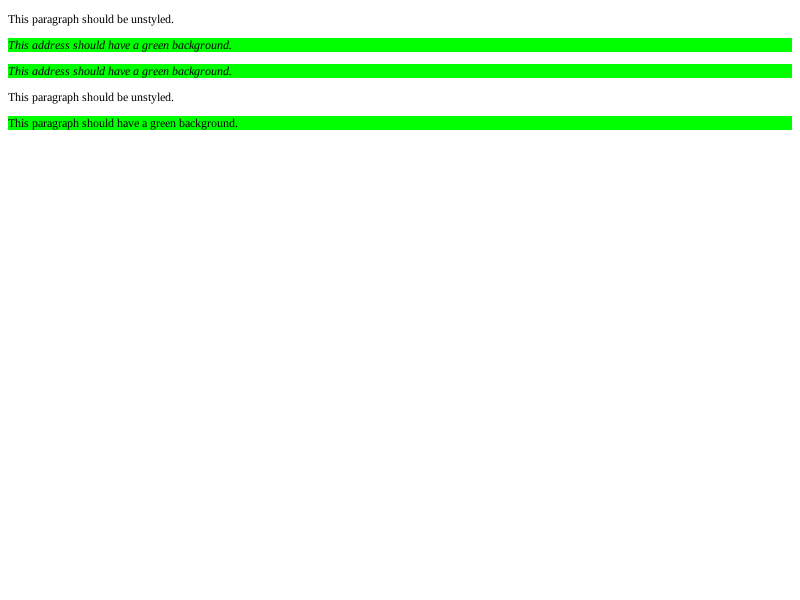 This paragraph should be unstyled.
This address should have a green background.
This address should have a green background.
This paragraph should be unstyled.
This paragraph should have a green background.